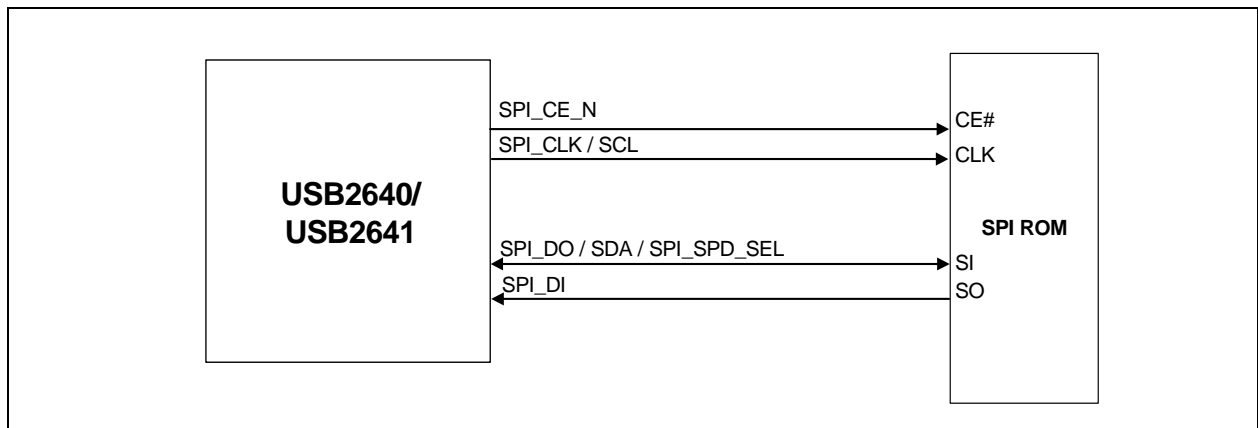 SPI_CE_N
CE#
SPI_CLK / SCL
CLK
USB2640/
USB2641
SPI ROM
SPI_DO / SDA / SPI_SPD_SEL
SI
SPI_DI
SO